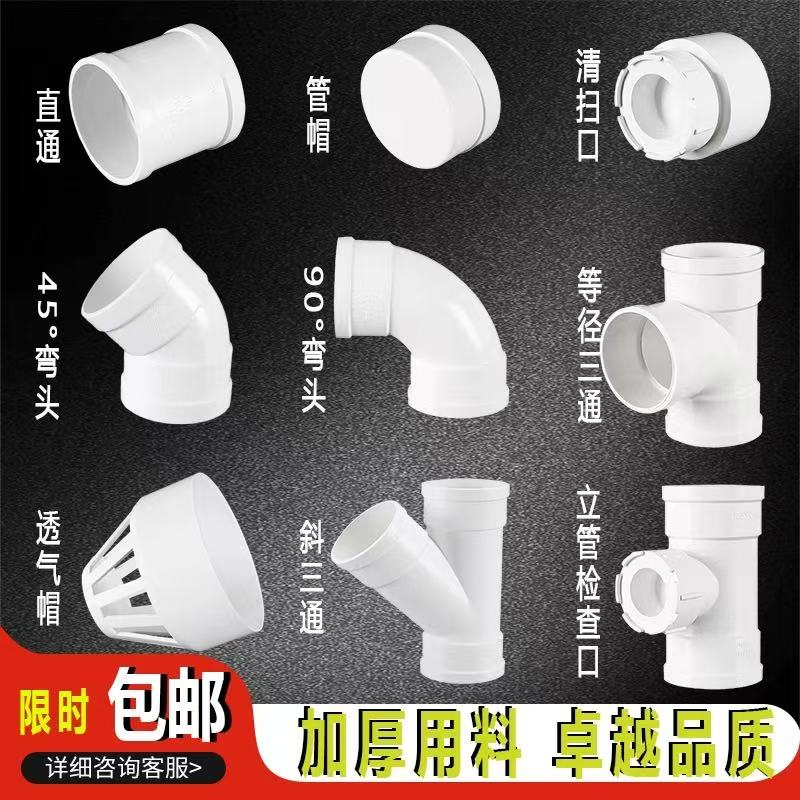 直通
管帽
清扫口
45°弯头
90°弯头
等径三通
透气帽
斜三通
立管检查口
限时包邮
详细咨询客服>
加厚用料 卓越品质